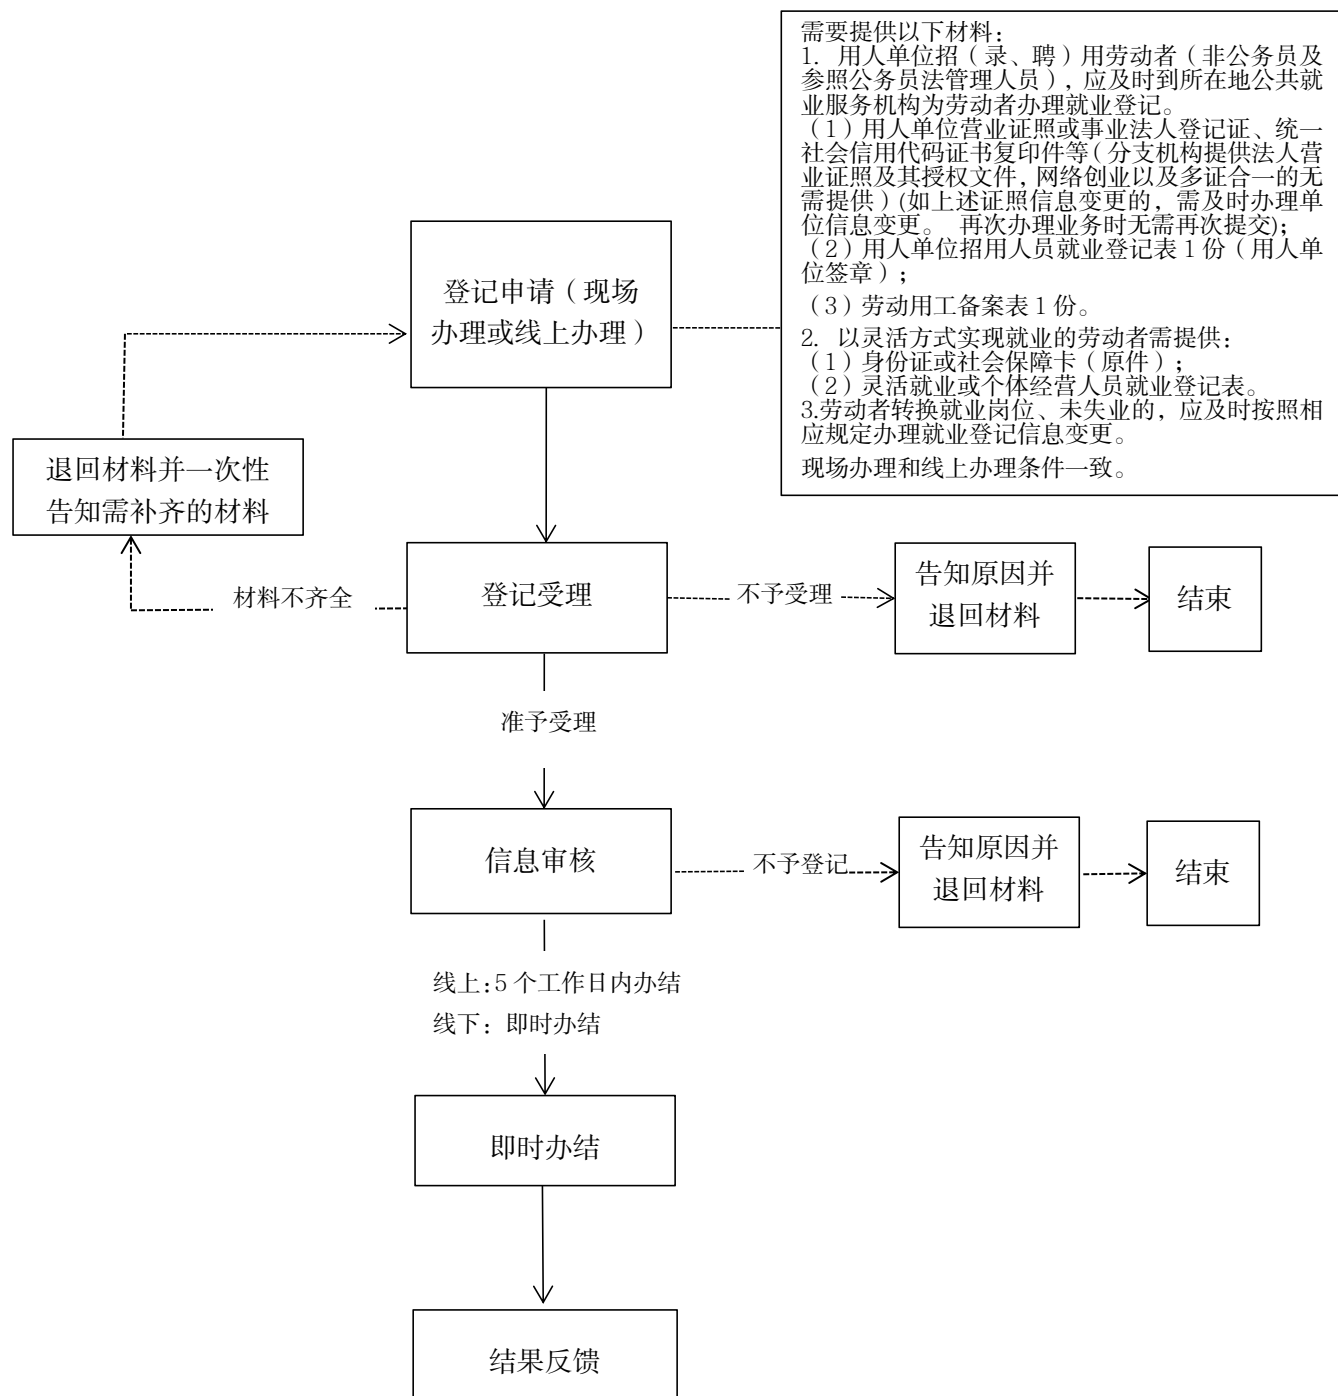 需要提供以下材料：
1. 用人单位招（录、聘）用劳动者（非公务员及
参照公务员法管理人员），应及时到所在地公共就
业服务机构为劳动者办理就业登记。
（1）用人单位营业证照或事业法人登记证、统一
社会信用代码证书复印件等（分支机构提供法人营
业证照及其授权文件，网络创业以及多证合一的无
需提供）(如上述证照信息变更的，需及时办理单
位信息变更。 再次办理业务时无需再次提交)；
（2）用人单位招用人员就业登记表1份（用人单
位签章）；
（3）劳动用工备案表1份。
2. 以灵活方式实现就业的劳动者需提供：
（1）身份证或社会保障卡（原件）；
（2）灵活就业或个体经营人员就业登记表。
3.劳动者转换就业岗位、未失业的，应及时按照相
应规定办理就业登记信息变更。
现场办理和线上办理条件一致。
登记申请（现场
办理或线上办理）
退回材料并一次性
告知需补齐的材料
材料不齐全
登记受理
不予受理
告知原因并
退回材料
结束
准予受理
信息审核
不予登记
告知原因并
退回材料
结束
线上：5个工作日内办结
线下：即时办结
即时办结
结果反馈